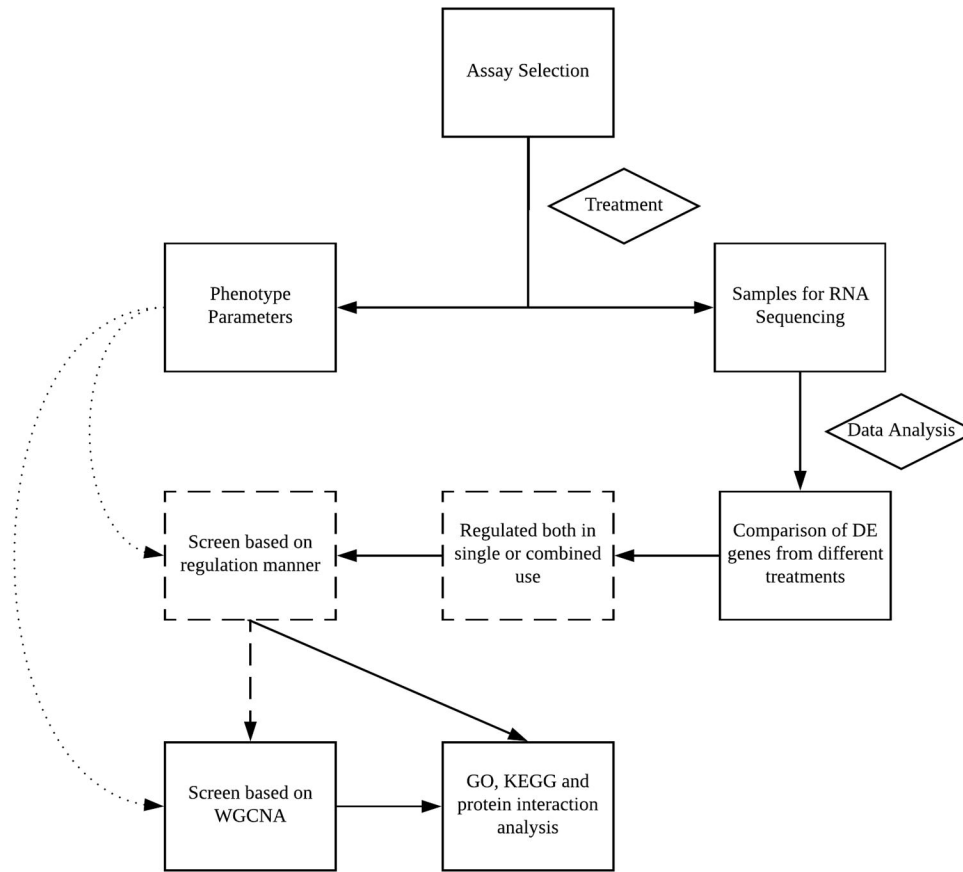 Assay Selection
Treatment
Phenotype
Parameters
Samples for RNA
Sequencing
Data Analysis
Screen based on
regulation manner
Regulated both in
single or combined
use
Comparison of DE
genes from different
treatments
Screen based on
WGCNA
GO, KEGG and
protein interaction
analysis